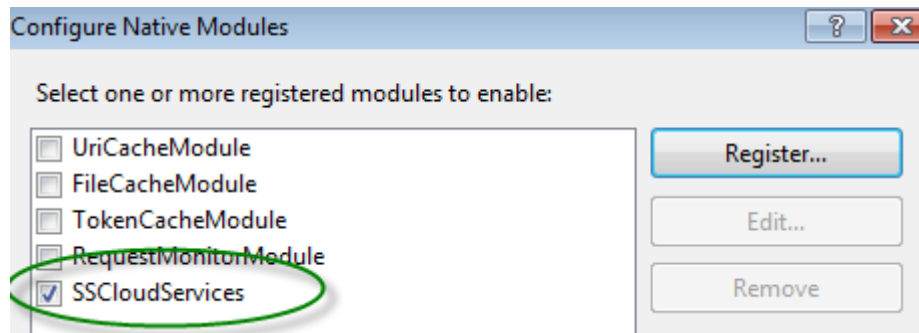 Configure Native Modules
Select one or more registered modules to enable:
UriCacheModule
FileCacheModule
TokenCacheModule
RequestMonitorModule
SSCloudServices
Register...
Edit...
Remove